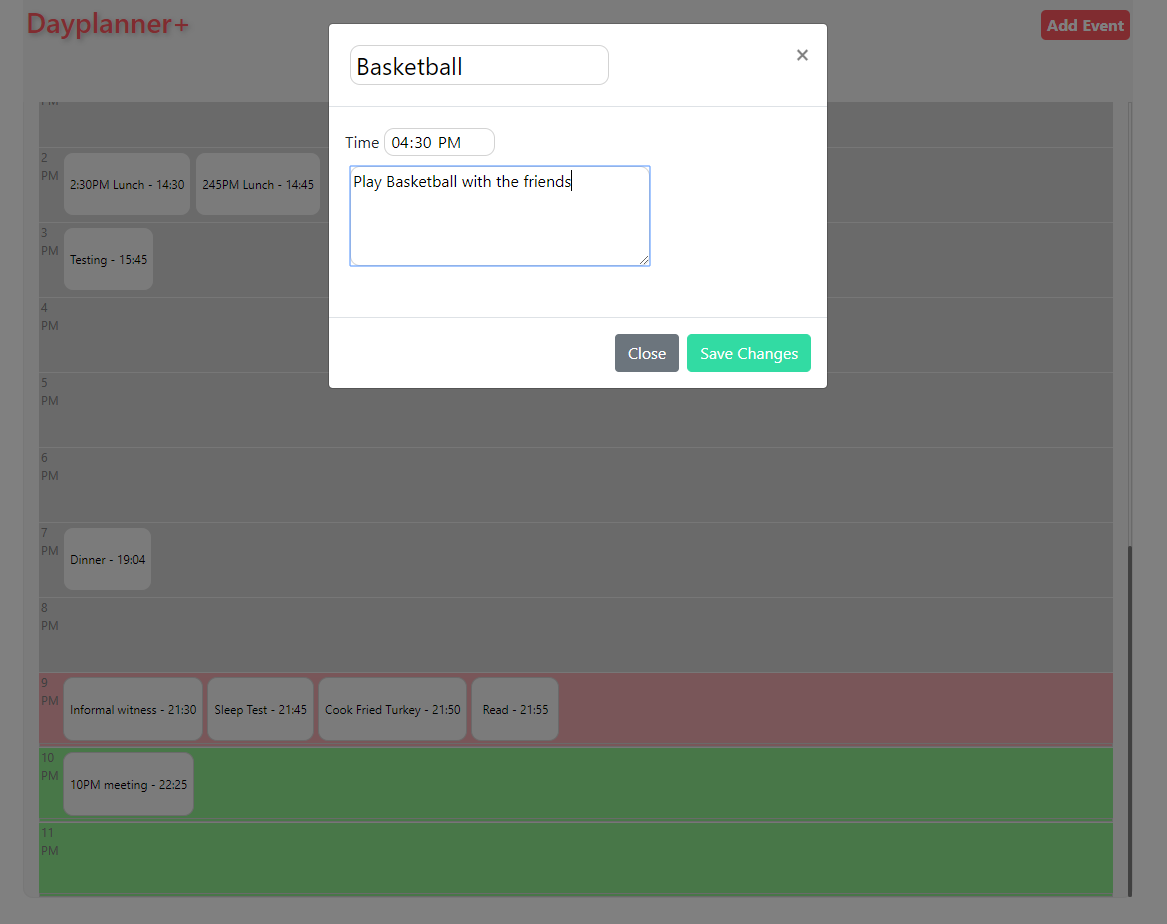 Dayplanner+
Add Event
Basketball
×
Time 04:30 PM
Play Basketball with the friends
Close
Save Changes
PM
2
PM
2:30PM Lunch - 14:30
245PM Lunch - 14:45
3
PM
Testing - 15:45
4
PM
5
PM
6
PM
7
PM
Dinner - 19:04
8
PM
9
PM
Informal witness - 21:30
Sleep Test - 21:45
Cook Fried Turkey - 21:50
Read - 21:55
10
PM
10PM meeting - 22:25
11
PM